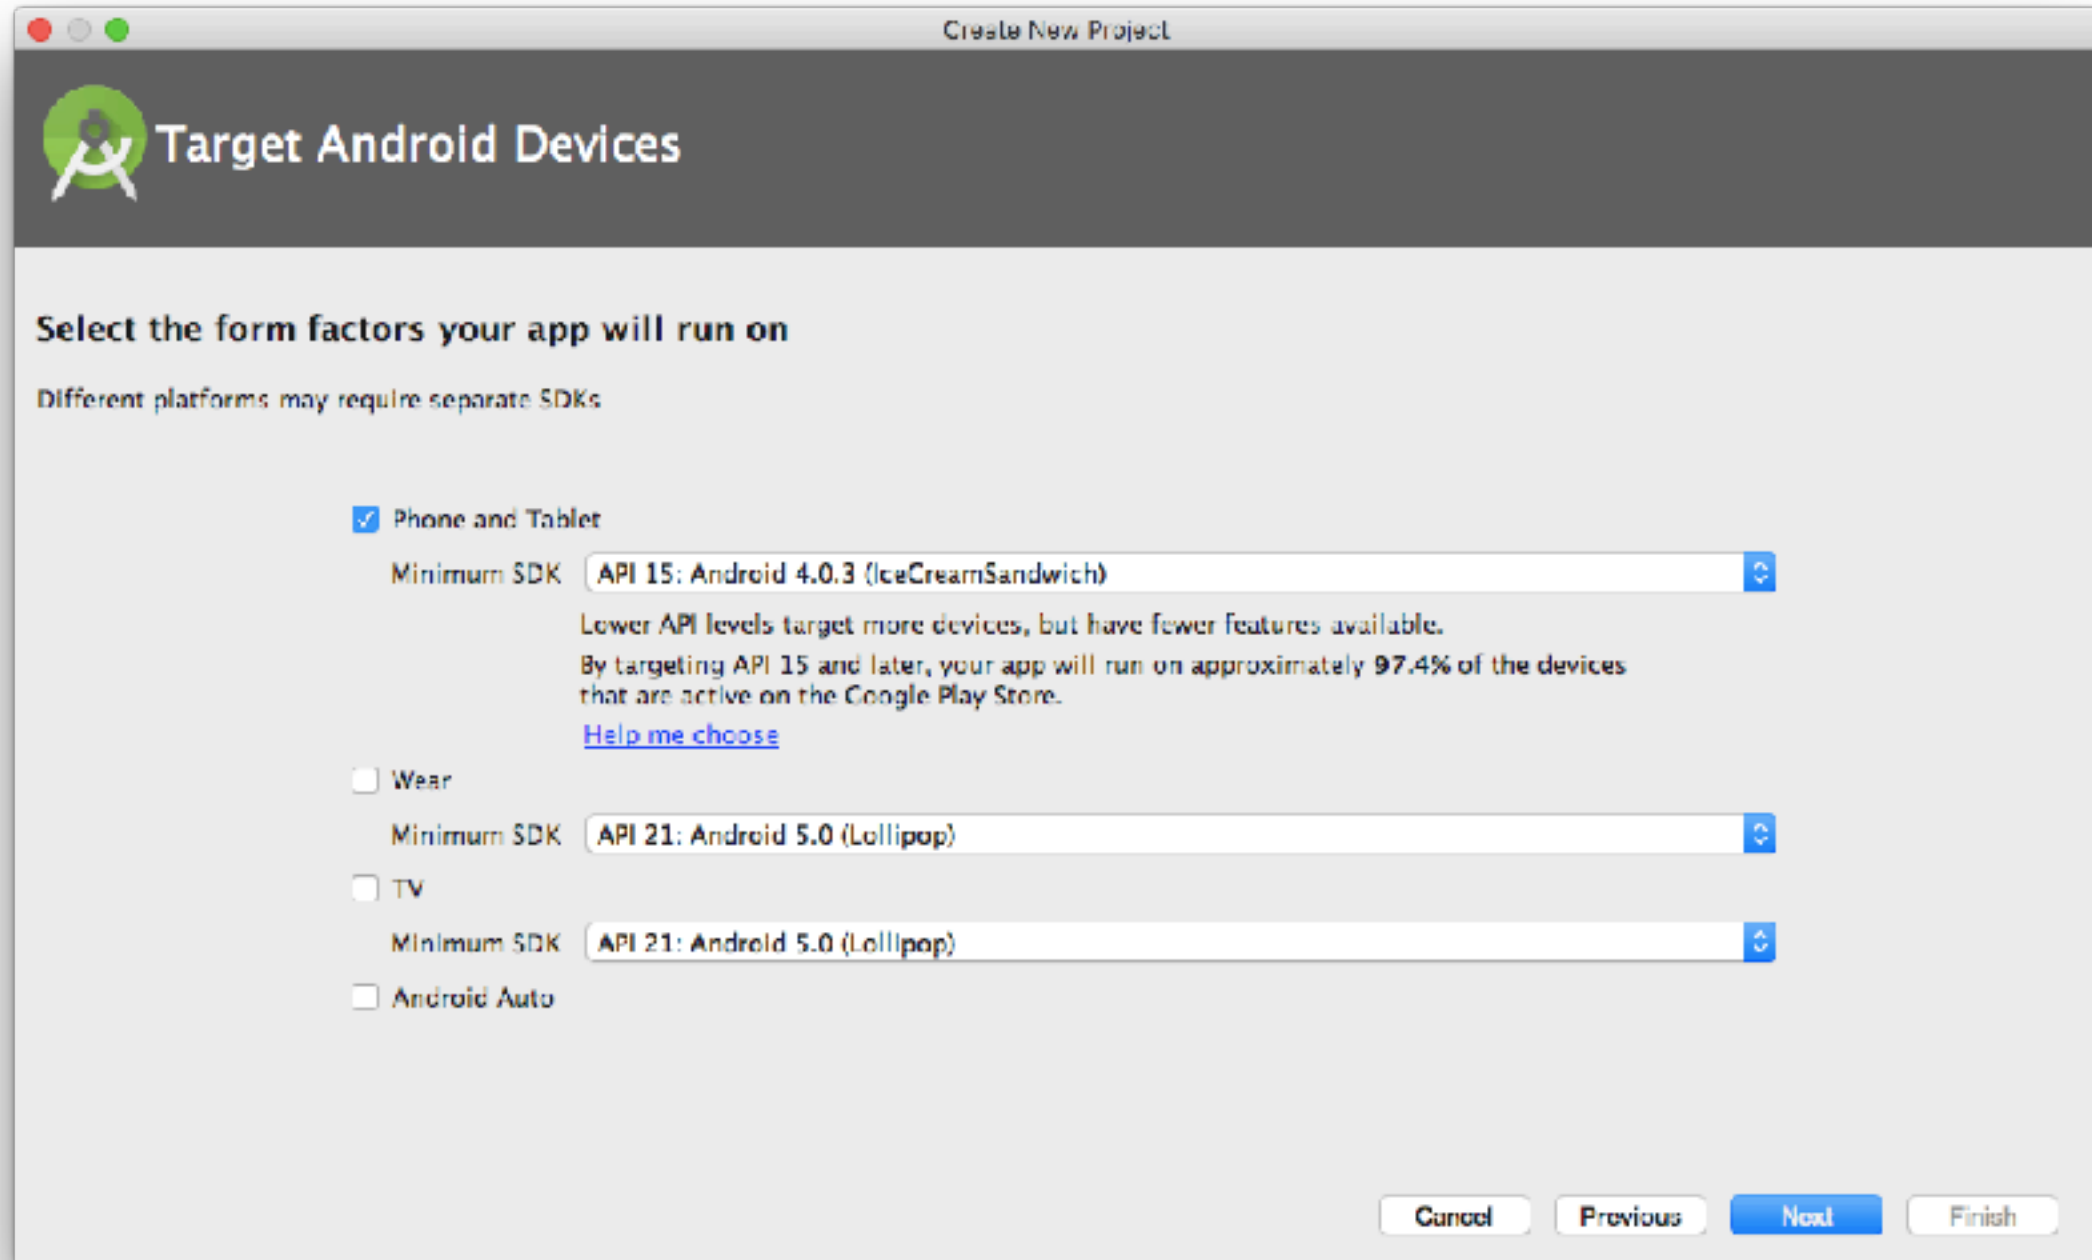 Create New Project
Target Android Devices
Select the form factors your app will run on
Different platforms may require separate SDKs
Phone and Tablet
Minimum SDK API 15: Android 4.0.3 (IceCreamSandwich)
Lower API levels target more devices, but have fewer features available.
By targeting API 15 and later, your app will run on approximately 97.4% of the devices
that are active on the Google Play Store.
Help me choose
Wear
Minimum SDK API 21: Android 5.0 (Lollipop)
TV
Minimum SDK API 21: Android 5.0 (Lollipop)
Android Auto
Cancel Previous Next Finish